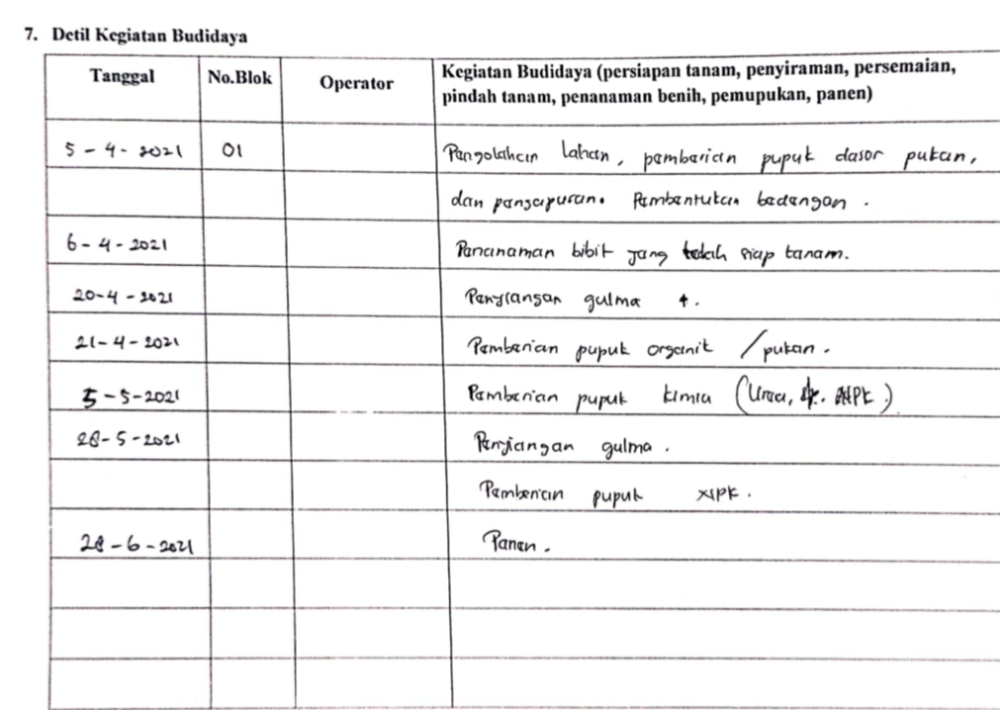 7. Detil Kegiatan Budidaya
Tanggal No.Blok Operator Kegiatan Budidaya (persiapan tanam, penyiraman, persemaian,
pindah tanam, penanaman benih, pemupukan, panen)
5 - 4 - 2021 01 Pengolahan lahan, pemberian pupuk dasar pukan,
dan pengapuran. Pembentukan bedengan.
6 - 4 - 2021 Penanaman bibit yang telah siap tanam.
20-4-2021 Penyiangan gulma
21-4-2021 Pemberian pupuk organik / pukan.
5-5-2021 Pemberian pupuk kimia (Urea, NPK.)
28-5-2021 Penyiangan gulma.
Pemberian pupuk NPK.
28-6-2021 Panen.